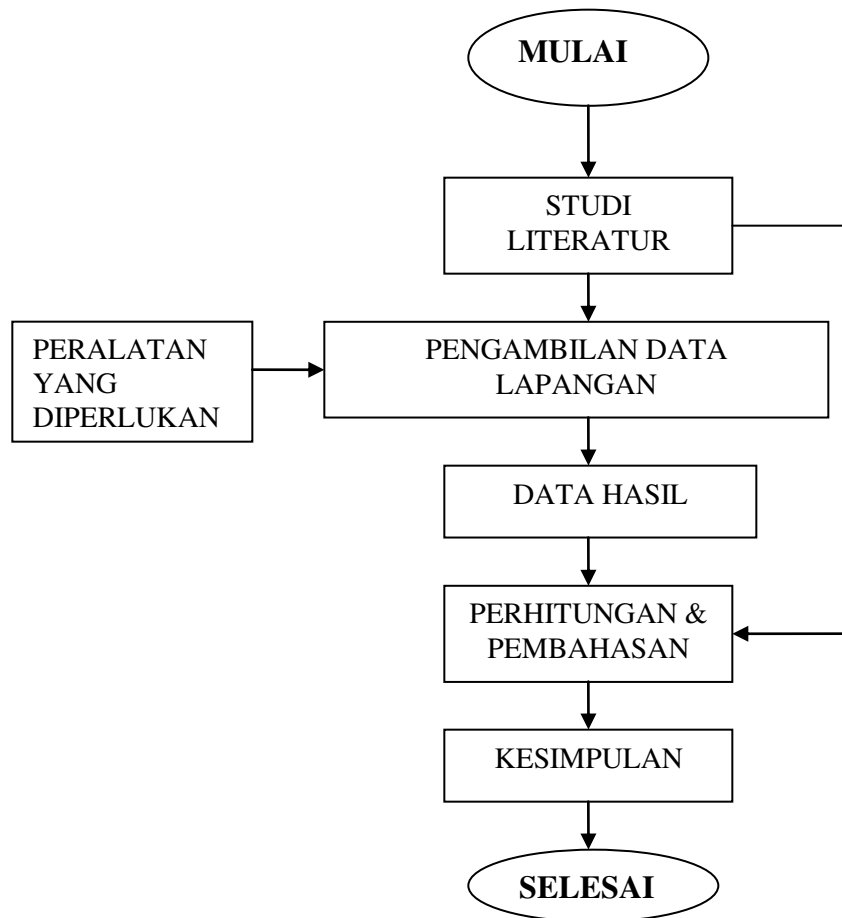 MULAI
STUDI
LITERATUR
PERALATAN
YANG
DIPERLUKAN
PENGAMBILAN DATA
LAPANGAN
DATA HASIL
PERHITUNGAN &
PEMBAHASAN
KESIMPULAN
SELESAI